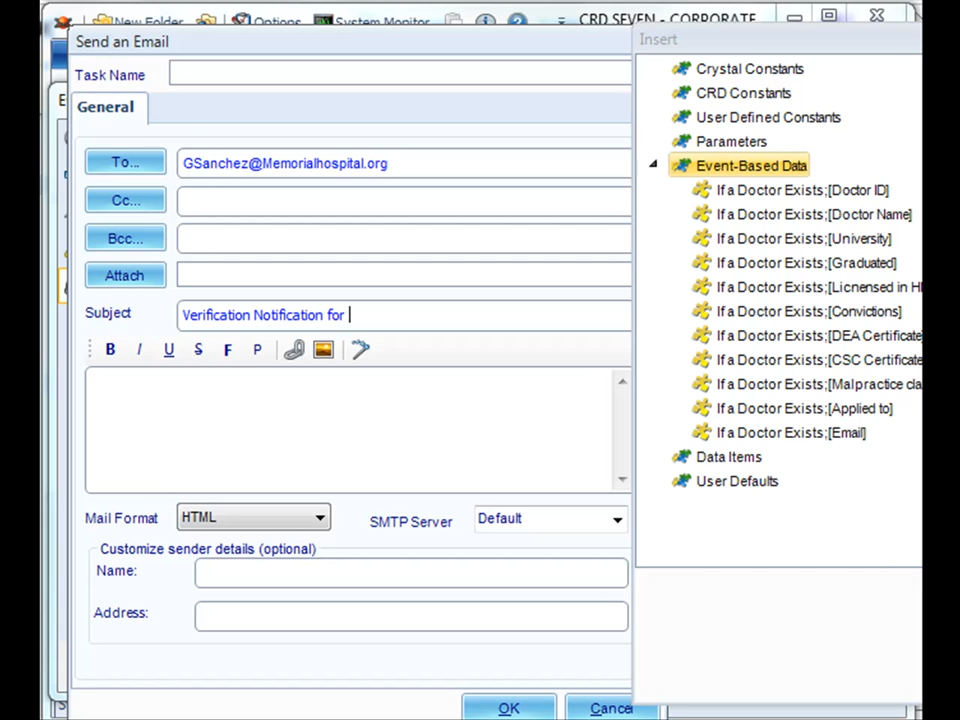 New Folder
Options
System Monitor
CRD SEVEN - CORPORATE
Send an Email
Insert
Task Name
General
To...
GSanchez@Memorialhospital.org
Cc...
Bcc...
Attach
Subject
Verification Notification for
B I U S F P
Mail Format
HTML
SMTP Server
Default
Customize sender details (optional)
Name:
Address:
OK
Cancel
Crystal Constants
CRD Constants
User Defined Constants
Parameters
Event-Based Data
If a Doctor Exists;[Doctor ID]
If a Doctor Exists;[Doctor Name]
If a Doctor Exists;[University]
If a Doctor Exists;[Graduated]
If a Doctor Exists;[Licnensed in H
If a Doctor Exists;[Convictions]
If a Doctor Exists;[DEA Certificate
If a Doctor Exists;[CSC Certificate
If a Doctor Exists;[Malpractice cla
If a Doctor Exists;[Applied to]
If a Doctor Exists;[Email]
Data Items
User Defaults